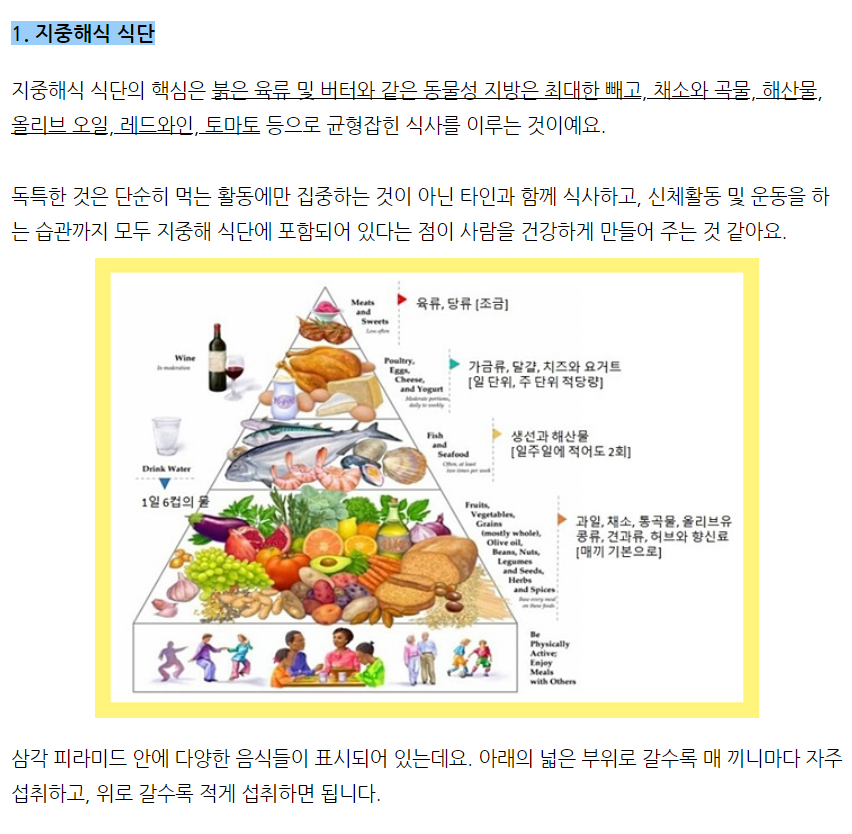 1. 지중해식 식단
지중해식 식단의 핵심은 붉은 육류 및 버터와 같은 동물성 지방은 최대한 빼고, 채소와 곡물, 해산물,
올리브 오일, 레드와인, 토마토 등으로 균형잡힌 식사를 이루는 것이예요.
독특한 것은 단순히 먹는 활동에만 집중하는 것이 아닌 타인과 함께 식사하고, 신체활동 및 운동을 하
는 습관까지 모두 지중해 식단에 포함되어 있다는 점이 사람을 건강하게 만들어 주는 것 같아요.
Meats
and
Sweets
Less often
육류, 당류 [조금]
Wine
In moderation
Poultry,
Eggs,
Cheese,
and Yogurt
Moderate portions,
daily to weekly
가금류, 달걀, 치즈와 요거트
[일 단위, 주 단위 적당량]
Fish
and
Seafood
Often, at least
two times per week
생선과 해산물
[일주일에 적어도 2회]
Drink Water
1일 6컵의 물
Fruits,
Vegetables,
Grains
(mostly whole),
Olive oil,
Beans, Nuts,
Legumes
and Seeds,
Herbs
and Spices
Base every meal
on these foods
과일, 채소, 통곡물, 올리브유
콩류, 견과류, 허브와 향신료
[매끼 기본으로]
Be
Physically
Active;
Enjoy
Meals
with Others
삼각 피라미드 안에 다양한 음식들이 표시되어 있는데요. 아래의 넓은 부위로 갈수록 매 끼니마다 자주
섭취하고, 위로 갈수록 적게 섭취하면 됩니다.